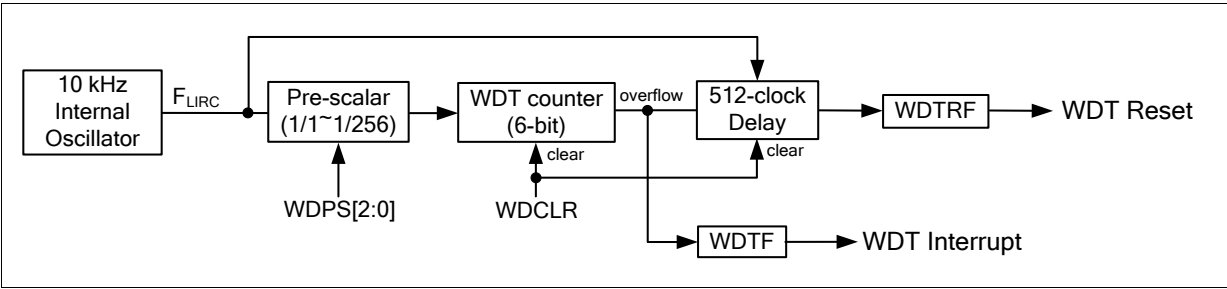 10 kHz
Internal
Oscillator
FLIRC
Pre-scalar
(1/1~1/256)
WDPS[2:0]
WDT counter
(6-bit)
clear
WDCLR
overflow
512-clock
Delay
clear
WDTRF
WDT Reset
WDTF
WDT Interrupt